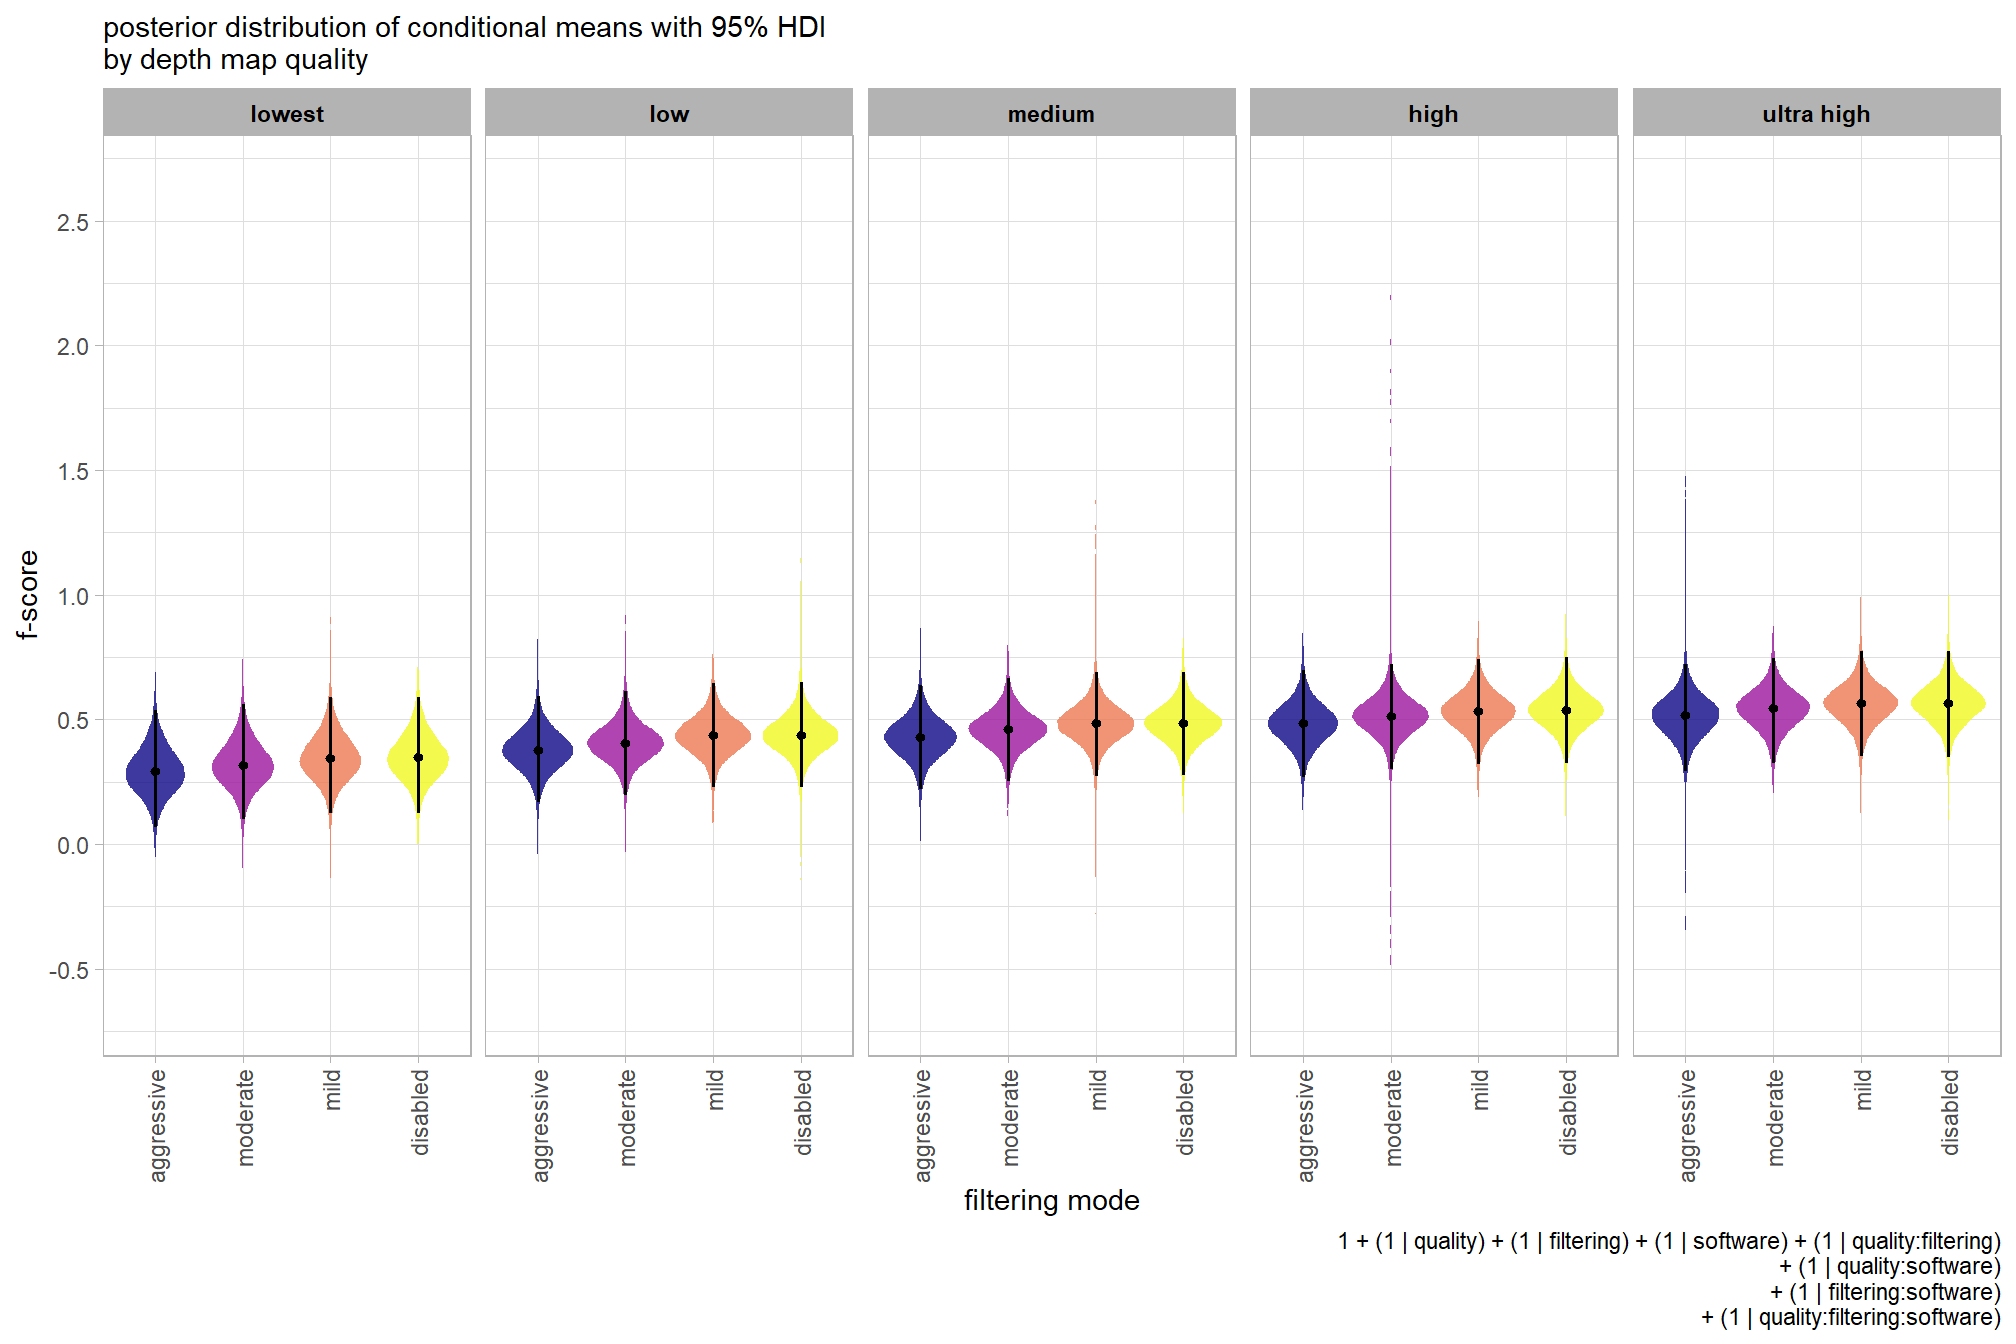 posterior distribution of conditional means with 95% HDI
by depth map quality
lowest
low
medium
high
ultra high
f-score
2.5
2.0
1.5
1.0
0.5
0.0
-0.5
aggressive
moderate
mild
disabled
aggressive
moderate
mild
disabled
aggressive
moderate
mild
disabled
aggressive
moderate
mild
disabled
aggressive
moderate
mild
disabled
filtering mode
1 + (1 | quality) + (1 | filtering) + (1 | software) + (1 | quality:filtering)
+ (1 | quality:software)
+ (1 | filtering:software)
+ (1 | quality:filtering:software)